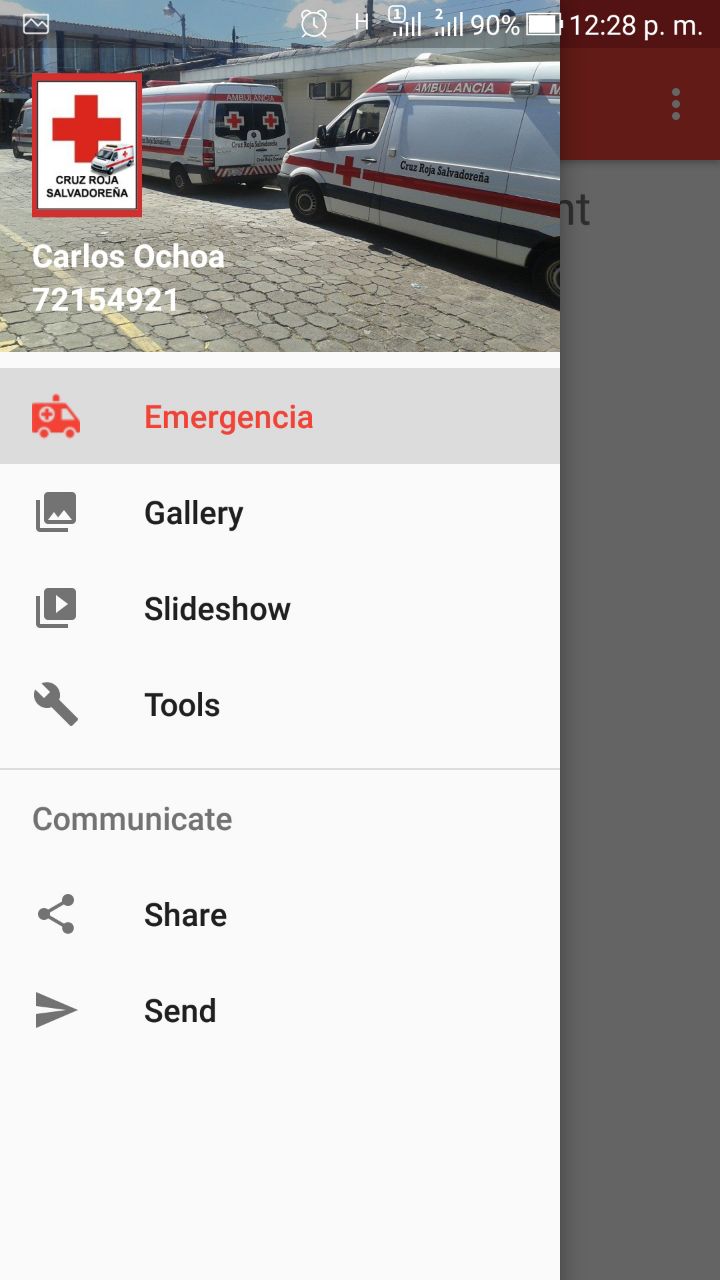 H 1 2 90% 12:28 p. m.
AMBULANCIA
AMBULANCIA
M
Cruz Roja Salvadoreña
Cruz Roja Salvadoreña
CRUZ ROJA
SALVADOREÑA
Carlos Ochoa
72154921
nt
Emergencia
Gallery
Slideshow
Tools
Communicate
Share
Send